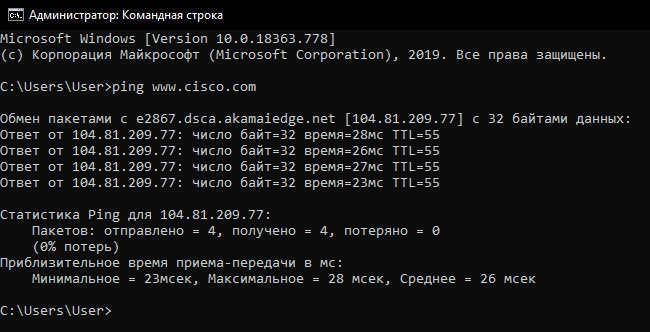 Администратор: Командная строка
Microsoft Windows [Version 10.0.18363.778]
(c) Корпорация Майкрософт (Microsoft Corporation), 2019. Все права защищены.
C:\Users\User>ping www.cisco.com
Обмен пакетами с e2867.dsca.akamaiedge.net [104.81.209.77] с 32 байтами данных:
Ответ от 104.81.209.77: число байт=32 время=28мс TTL=55
Ответ от 104.81.209.77: число байт=32 время=26мс TTL=55
Ответ от 104.81.209.77: число байт=32 время=27мс TTL=55
Ответ от 104.81.209.77: число байт=32 время=23мс TTL=55
Статистика Ping для 104.81.209.77:
Пакетов: отправлено = 4, получено = 4, потеряно = 0
(0% потерь)
Приблизительное время приема-передачи в мс:
Минимальное = 23мсек, Максимальное = 28 мсек, Среднее = 26 мсек
C:\Users\User>